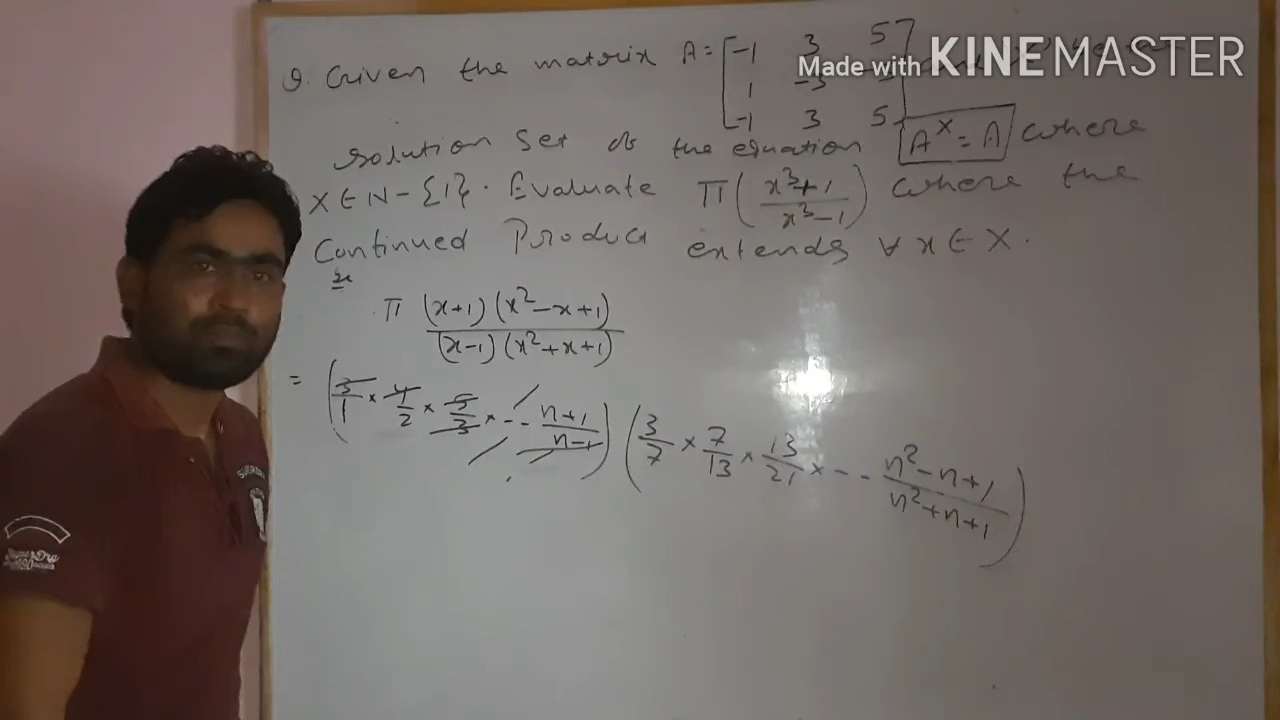 Q. Given the matrix A = [-1 3 5
Made with KINEMASTER
1 -3
-1 3 5]
solution set of the equation A^x = A where
x ∈ N - {1}. Evaluate π((x³+1)/(x³-1)) where the
Continued Product extends ∀ x ∈ X.
π ((x+1)(x²-x+1))/((x-1)(x²+x+1))
= (3/1 × 4/2 × 5/3 × --- (n+1)/(n-1)) (3/7 × 7/13 × 13/21 × --- (n²-n+1)/(n²+n+1))